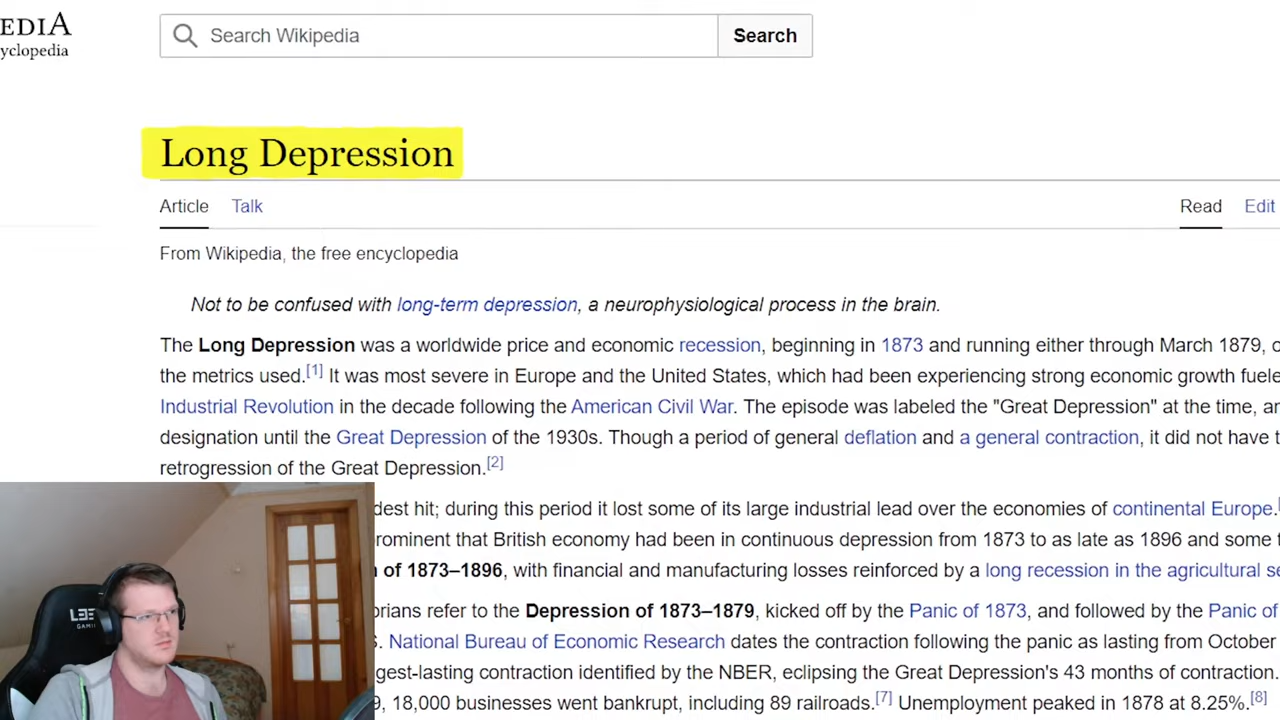 EDIA
yclopedia
Search Wikipedia
Search
Long Depression
Article Talk
Read Edit
From Wikipedia, the free encyclopedia
Not to be confused with long-term depression, a neurophysiological process in the brain.
The Long Depression was a worldwide price and economic recession, beginning in 1873 and running either through March 1879, o
the metrics used.[1] It was most severe in Europe and the United States, which had been experiencing strong economic growth fuele
Industrial Revolution in the decade following the American Civil War. The episode was labeled the "Great Depression" at the time, an
designation until the Great Depression of the 1930s. Though a period of general deflation and a general contraction, it did not have t
retrogression of the Great Depression.[2]
dest hit; during this period it lost some of its large industrial lead over the economies of continental Europe.
rominent that British economy had been in continuous depression from 1873 to as late as 1896 and some t
n of 1873–1896, with financial and manufacturing losses reinforced by a long recession in the agricultural se
orians refer to the Depression of 1873–1879, kicked off by the Panic of 1873, and followed by the Panic of
S. National Bureau of Economic Research dates the contraction following the panic as lasting from October
gest-lasting contraction identified by the NBER, eclipsing the Great Depression's 43 months of contraction.
9, 18,000 businesses went bankrupt, including 89 railroads.[7] Unemployment peaked in 1878 at 8.25%.[8]